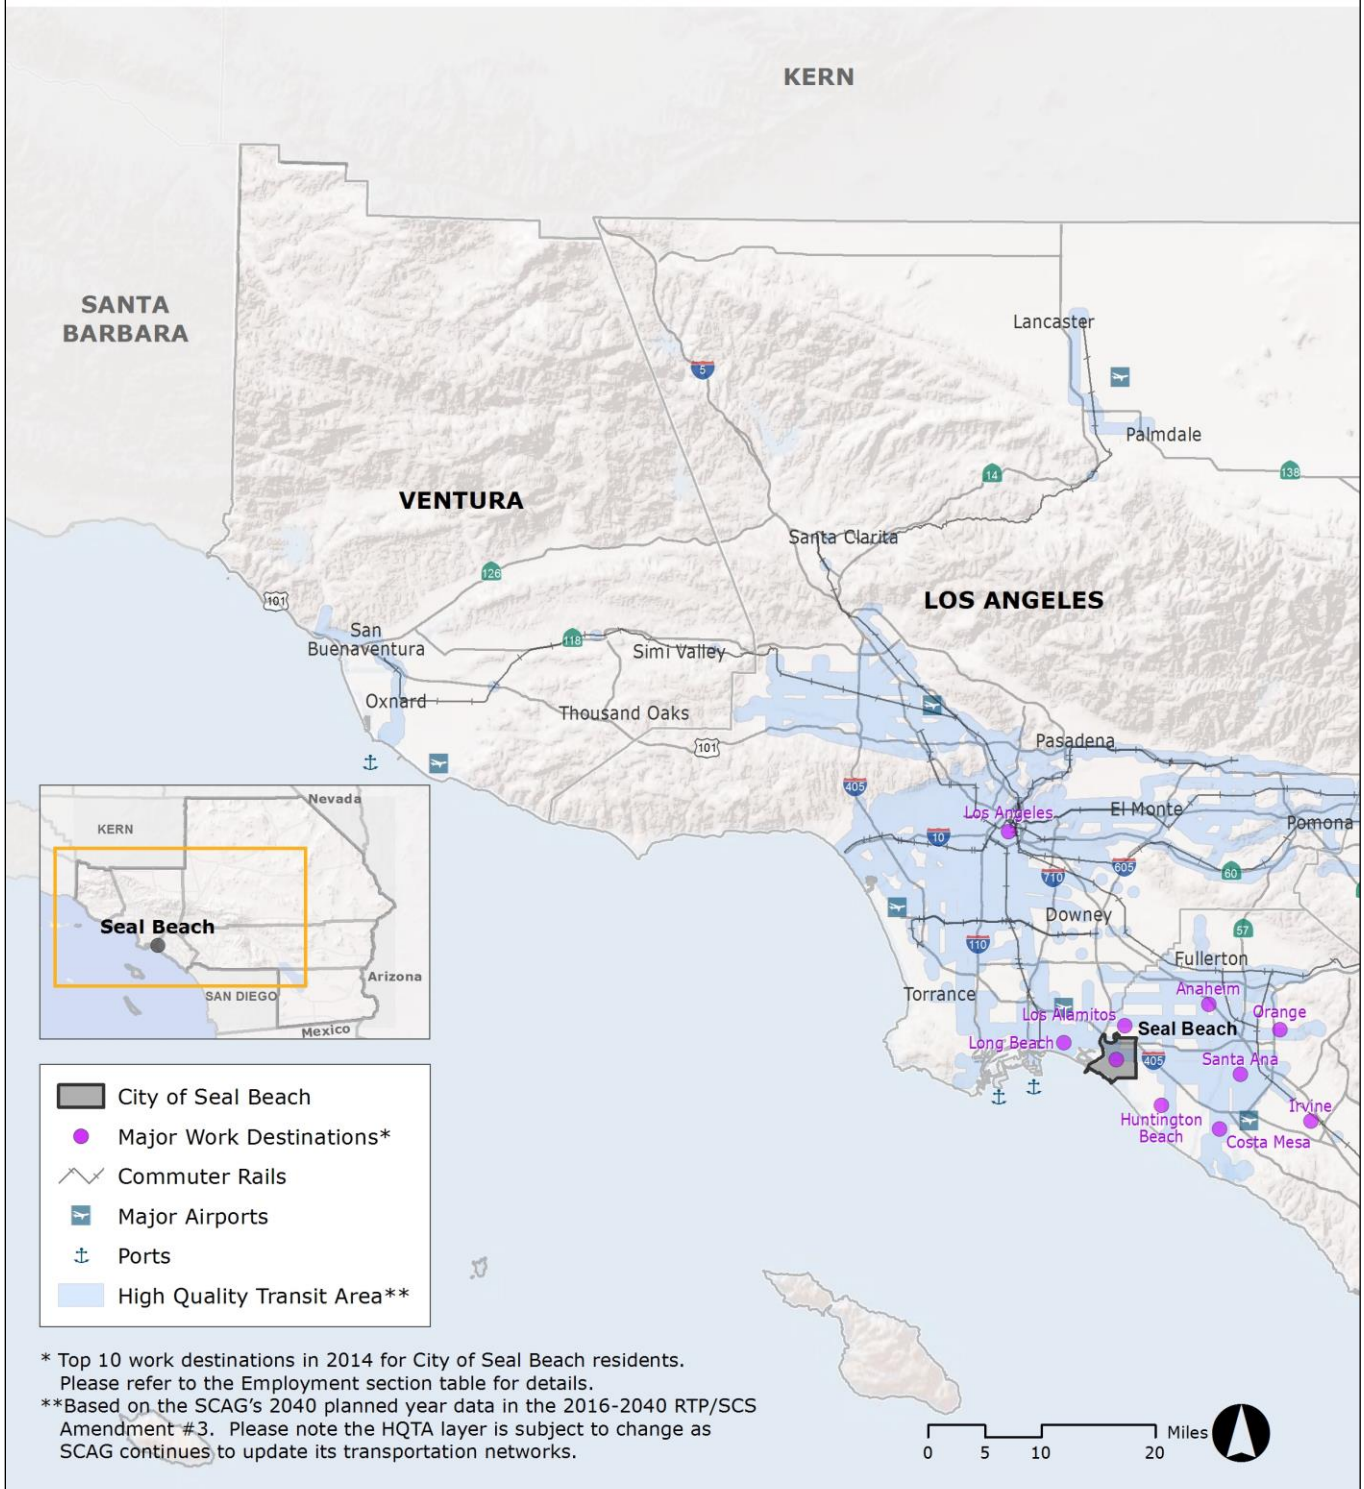 KERN
SANTA
BARBARA
Lancaster
5
Palmdale
14
138
VENTURA
Santa Clarita
126
LOS ANGELES
101
San
Buenaventura
118
Simi Valley
Oxnard
Thousand Oaks
101
Pasadena
405
Los Angeles
El Monte
Pomona
10
710
605
60
Downey
110
57
Fullerton
Torrance
Anaheim
Los Alamitos
Orange
Seal Beach
Long Beach
405
Santa Ana
Huntington
Beach
Irvine
Costa Mesa
Nevada
KERN
Seal Beach
Arizona
SAN DIEGO
Mexico
City of Seal Beach
Major Work Destinations*
Commuter Rails
Major Airports
Ports
High Quality Transit Area**
* Top 10 work destinations in 2014 for City of Seal Beach residents.
Please refer to the Employment section table for details.
**Based on the SCAG's 2040 planned year data in the 2016-2040 RTP/SCS
Amendment #3. Please note the HQTA layer is subject to change as
SCAG continues to update its transportation networks.
0 5 10 20 Miles